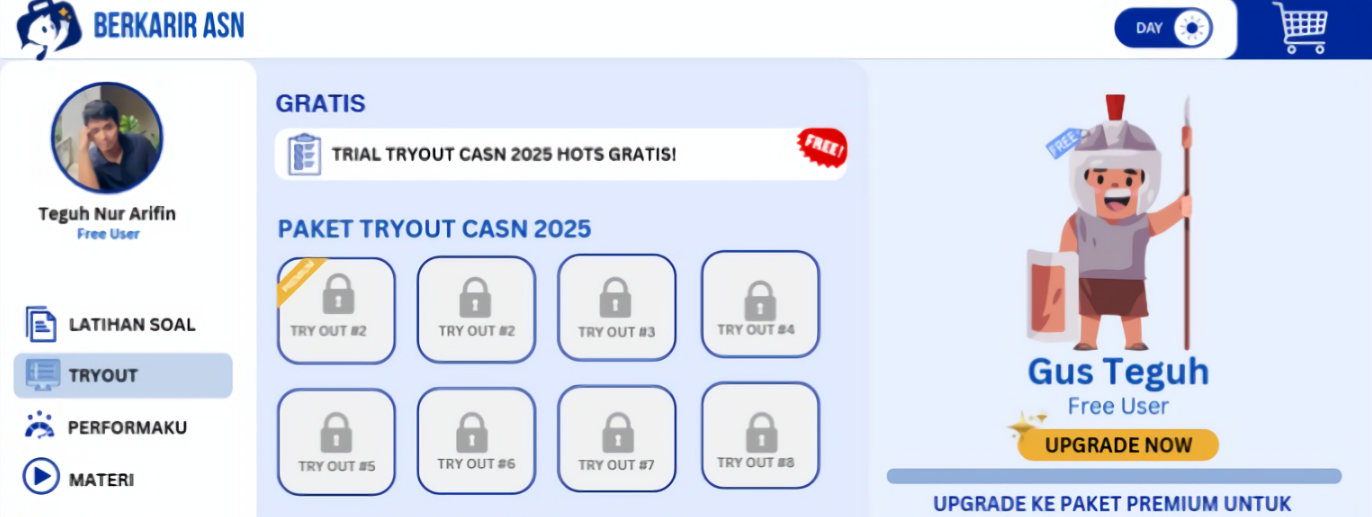 BERKARIR ASN
DAY
Teguh Nur Arifin
Free User
LATIHAN SOAL
TRYOUT
PERFORMAKU
MATERI
GRATIS
TRIAL TRYOUT CASN 2025 HOTS GRATIS!
FREE!
PAKET TRYOUT CASN 2025
PREMIUM
TRY OUT #2
TRY OUT #2
TRY OUT #3
TRY OUT #4
TRY OUT #5
TRY OUT #6
TRY OUT #7
TRY OUT #8
FREE
Gus Teguh
Free User
UPGRADE NOW
UPGRADE KE PAKET PREMIUM UNTUK